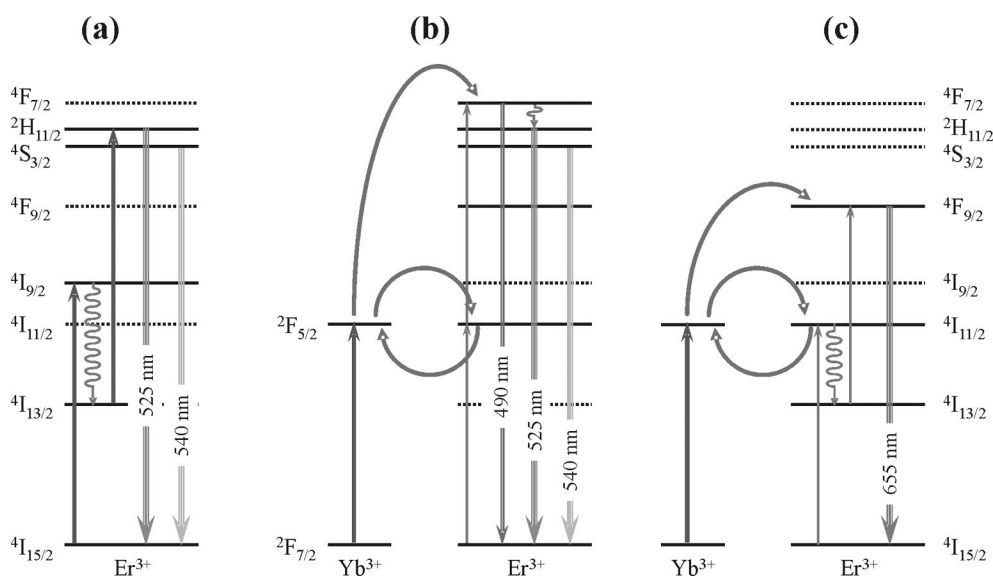 (a)
(b)
(c)
⁴F₇/₂
²H₁₁/₂
⁴S₃/₂
⁴F₉/₂
⁴I₉/₂
⁴I₁₁/₂
⁴I₁₃/₂
⁴I₁₅/₂
525 nm
540 nm
Er³⁺
²F₅/₂
²F₇/₂
490 nm
525 nm
540 nm
Yb³⁺
Er³⁺
⁴F₇/₂
²H₁₁/₂
⁴S₃/₂
⁴F₉/₂
⁴I₉/₂
⁴I₁₁/₂
⁴I₁₃/₂
⁴I₁₅/₂
655 nm
Yb³⁺
Er³⁺